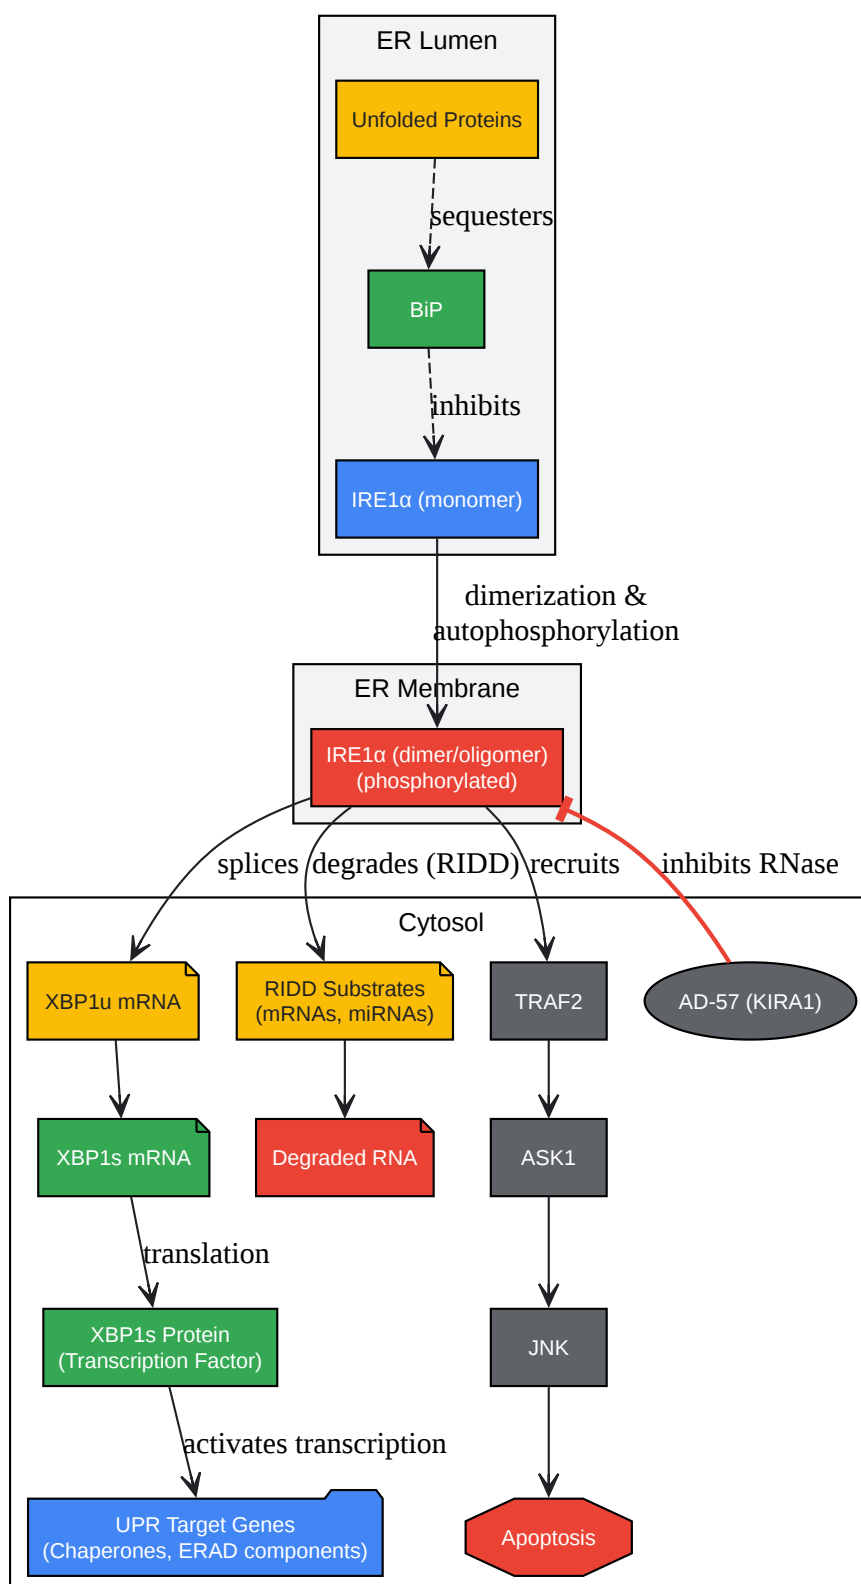 ER Lumen
Unfolded Proteins
sequesters
BiP
inhibits
IRE1α (monomer)
dimerization &
autophosphorylation
ER Membrane
IRE1α (dimer/oligomer)
(phosphorylated)
splices
degrades (RIDD)
recruits
inhibits RNase
Cytosol
XBP1u mRNA
RIDD Substrates
(mRNAs, miRNAs)
TRAF2
AD-57 (KIRA1)
XBP1s mRNA
Degraded RNA
ASK1
translation
XBP1s Protein
(Transcription Factor)
JNK
activates transcription
UPR Target Genes
(Chaperones, ERAD components)
Apoptosis